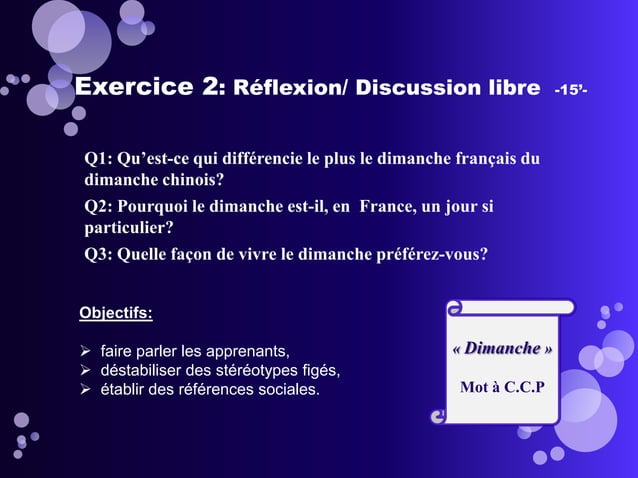 Exercice 2: Réflexion/ Discussion libre -15’-
Q1: Qu’est-ce qui différencie le plus le dimanche français du
dimanche chinois?
Q2: Pourquoi le dimanche est-il, en France, un jour si
particulier?
Q3: Quelle façon de vivre le dimanche préférez-vous?
Objectifs:
➢ faire parler les apprenants,
➢ déstabiliser des stéréotypes figés,
➢ établir des références sociales.
« Dimanche »
Mot à C.C.P